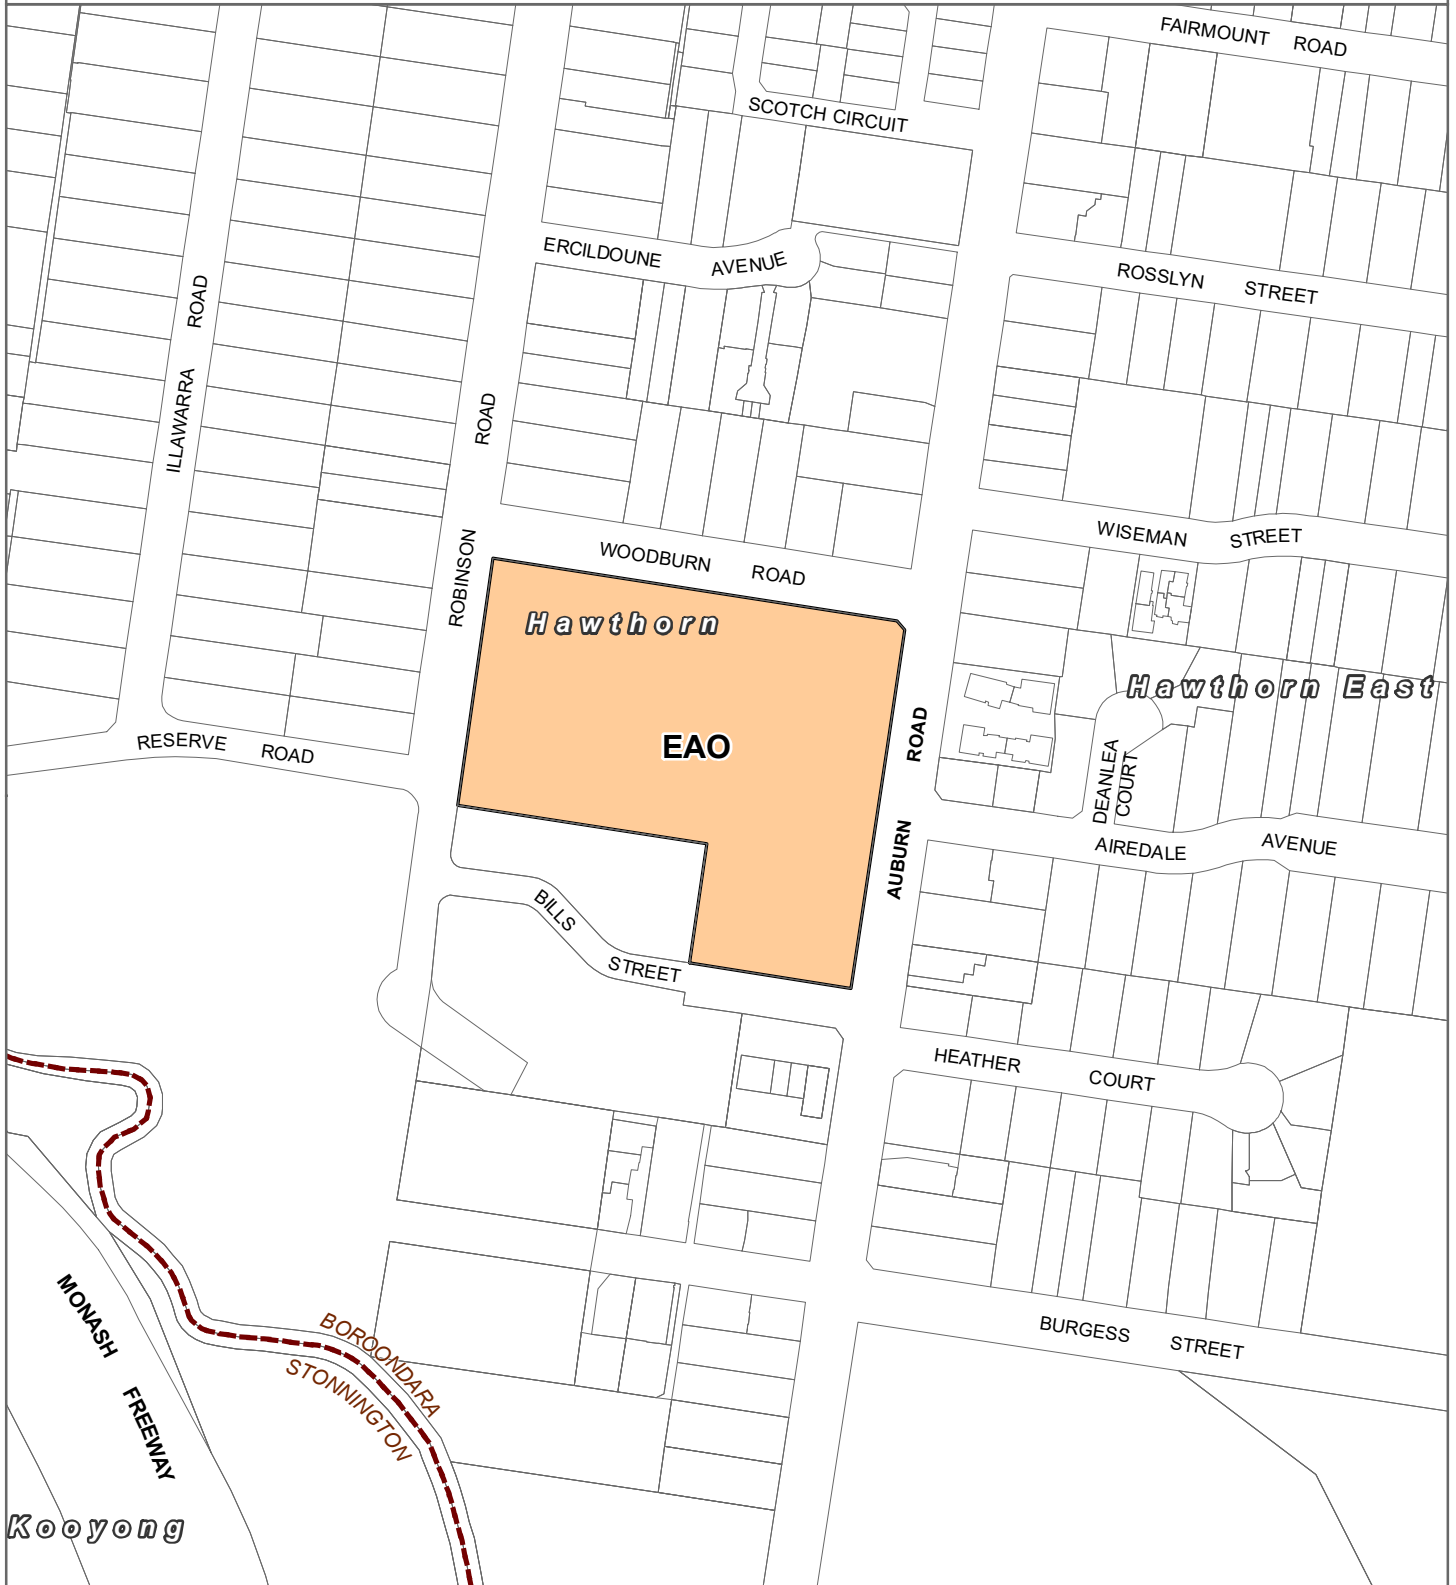 FAIRMOUNT ROAD
SCOTCH CIRCUIT
ERCILDOUNE AVENUE
ROSSLYN STREET
ILLAWARRA ROAD
ROBINSON ROAD
WISEMAN STREET
WOODBURN ROAD
Hawthorn
Hawthorn East
EAO
RESERVE ROAD
AUBURN ROAD
DEANLEA
COURT
AIREDALE AVENUE
BILLS STREET
HEATHER COURT
BURGESS STREET
MONASH FREEWAY
BOROONDARA
STONNINGTON
Kooyong